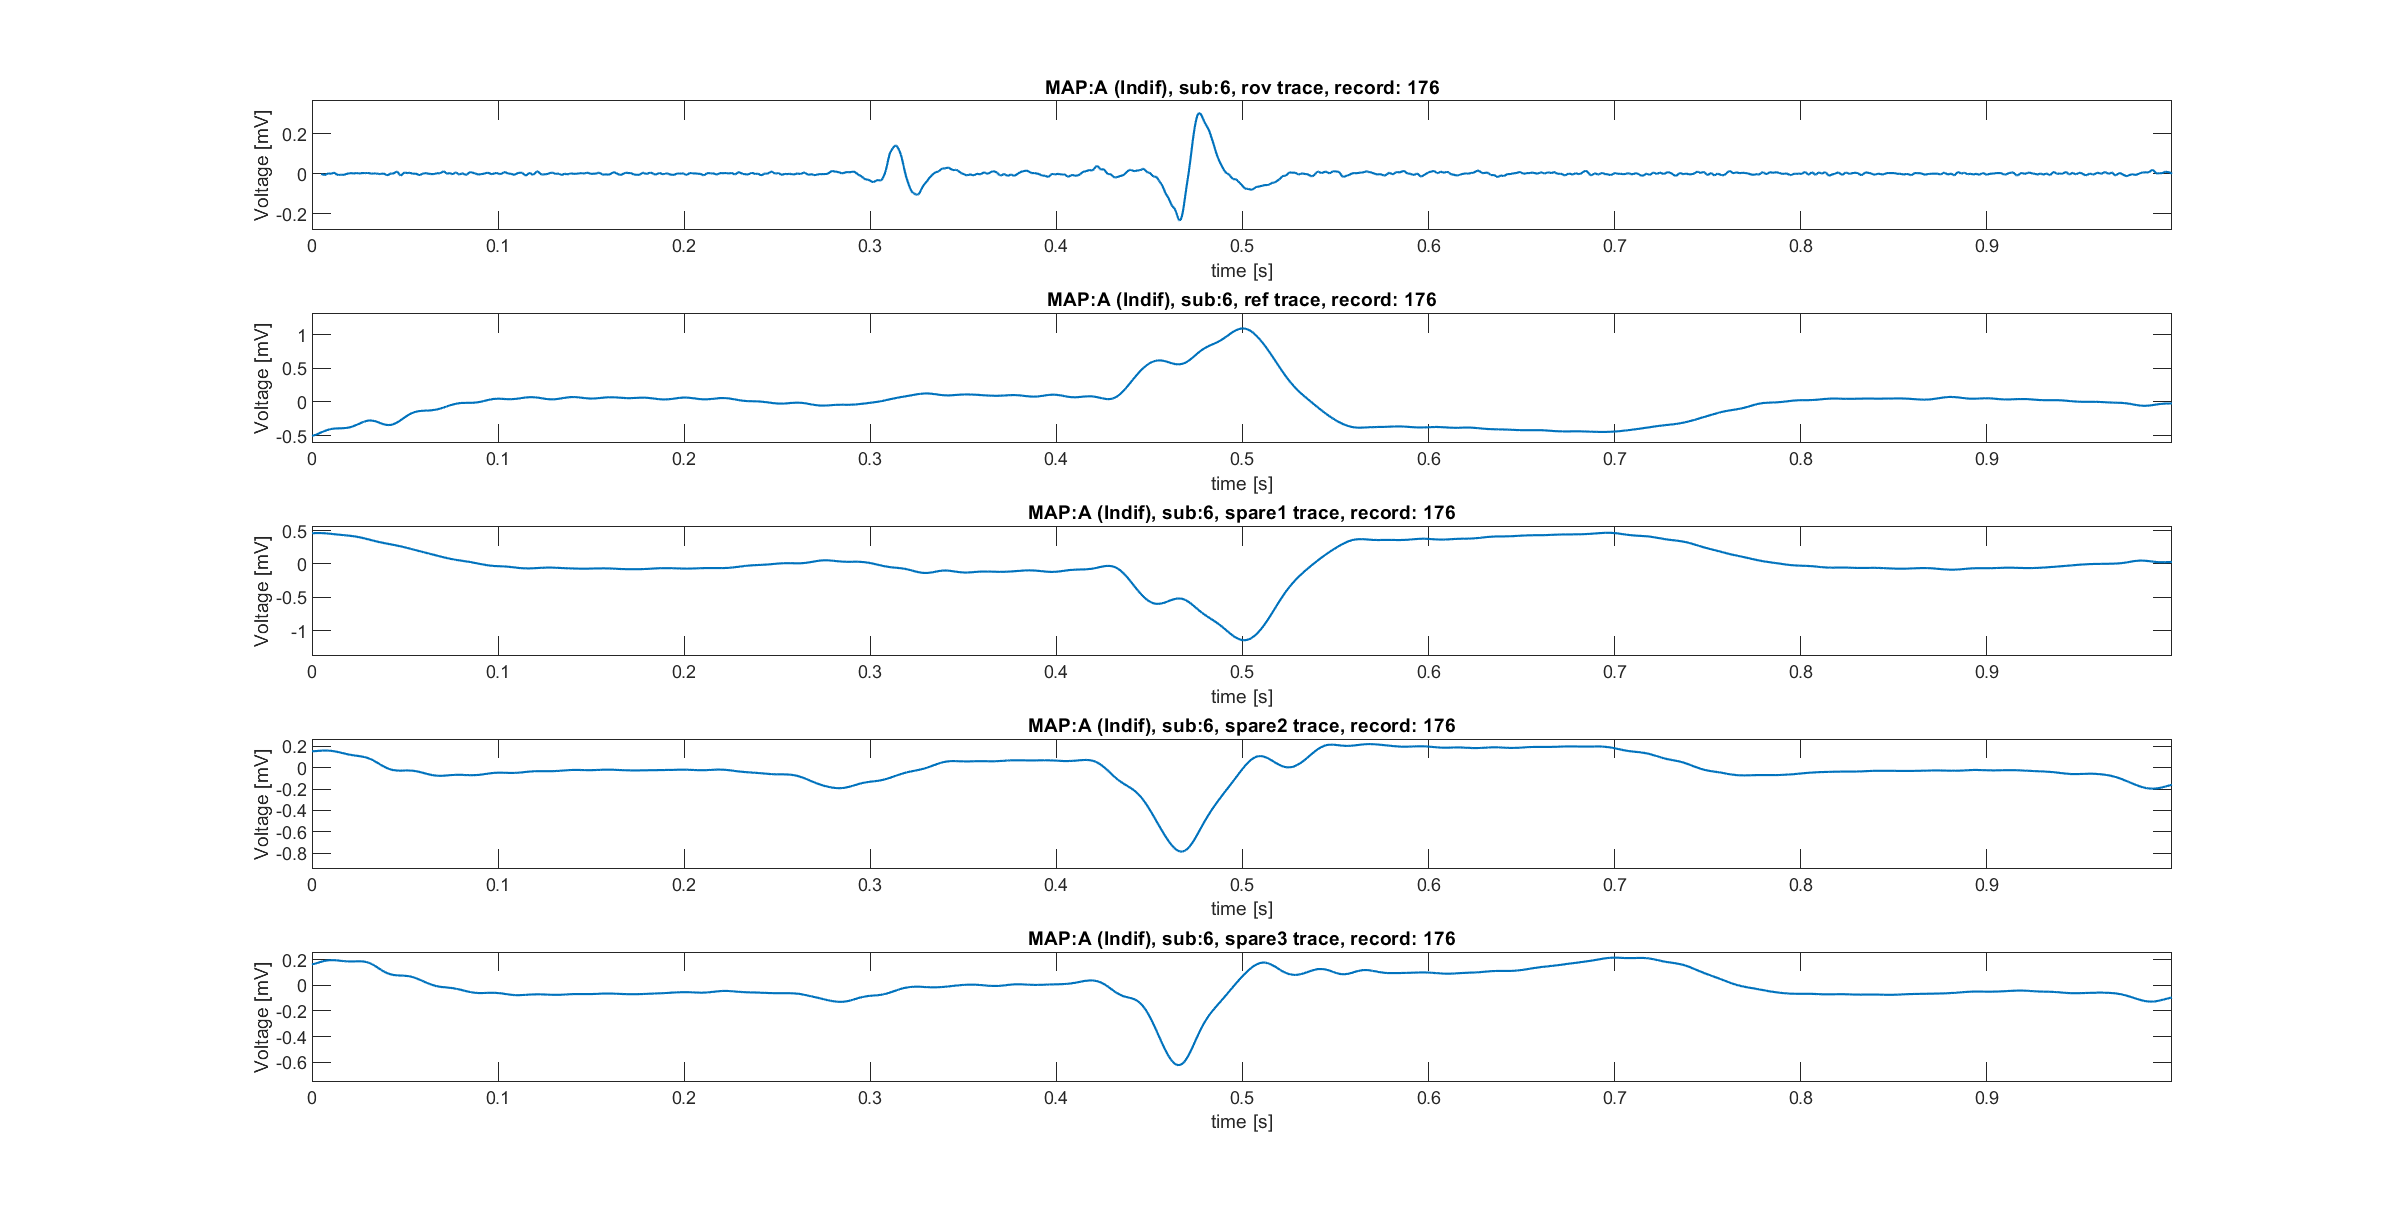 MAP:A (Indif), sub:6, rov trace, record: 176
Voltage [mV]
0.2
0
-0.2
0 0.1 0.2 0.3 0.4 0.5 0.6 0.7 0.8 0.9
time [s]
MAP:A (Indif), sub:6, ref trace, record: 176
Voltage [mV]
1
0.5
0
-0.5
0 0.1 0.2 0.3 0.4 0.5 0.6 0.7 0.8 0.9
time [s]
MAP:A (Indif), sub:6, spare1 trace, record: 176
Voltage [mV]
0.5
0
-0.5
-1
0 0.1 0.2 0.3 0.4 0.5 0.6 0.7 0.8 0.9
time [s]
MAP:A (Indif), sub:6, spare2 trace, record: 176
Voltage [mV]
0.2
0
-0.2
-0.4
-0.6
-0.8
0 0.1 0.2 0.3 0.4 0.5 0.6 0.7 0.8 0.9
time [s]
MAP:A (Indif), sub:6, spare3 trace, record: 176
Voltage [mV]
0.2
0
-0.2
-0.4
-0.6
0 0.1 0.2 0.3 0.4 0.5 0.6 0.7 0.8 0.9
time [s]